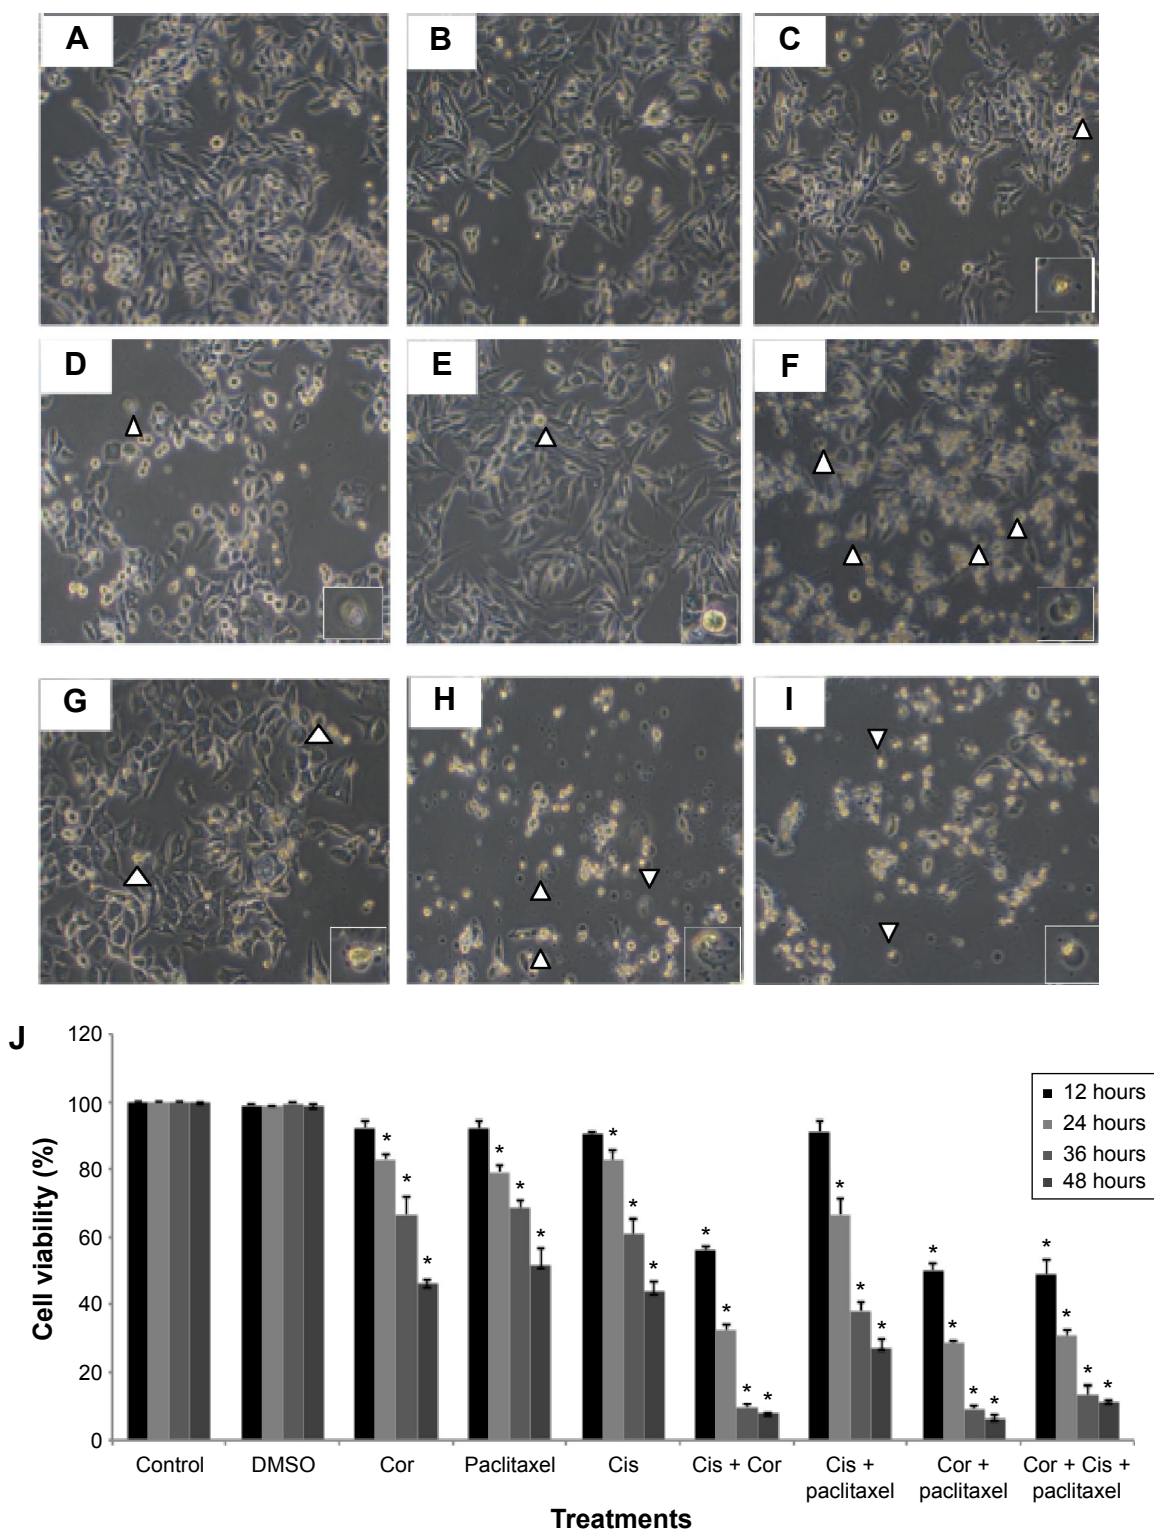 A
B
C
D
E
F
G
H
I
J
120
100
80
60
40
20
0
Cell viability (%)
12 hours
24 hours
36 hours
48 hours
* * *
* * *
* * *
* * * *
* * *
* * * *
* * * *
Control
DMSO
Cor
Paclitaxel
Cis
Cis + Cor
Cis +
paclitaxel
Cor +
paclitaxel
Cor + Cis +
paclitaxel
Treatments